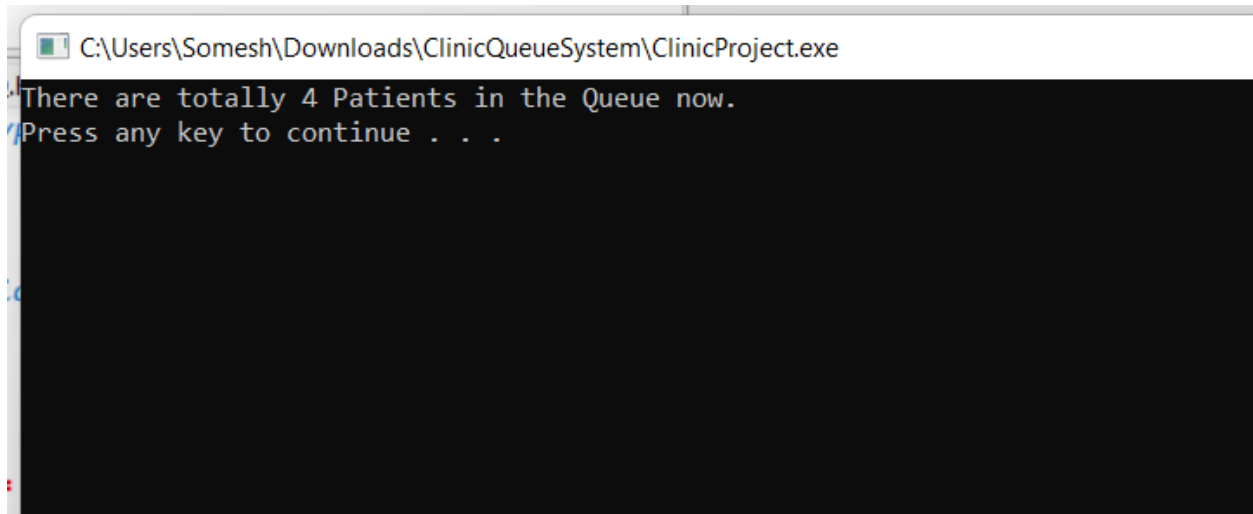 C:\Users\Somesh\Downloads\ClinicQueueSystem\ClinicProject.exe
There are totally 4 Patients in the Queue now.
Press any key to continue . . .